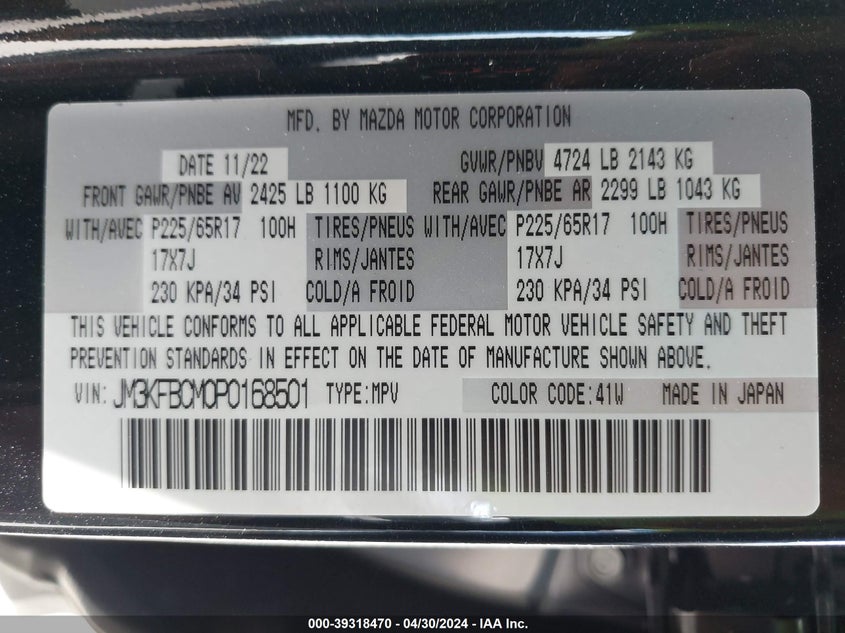 MFD. BY MAZDA MOTOR CORPORATION
DATE 11/22 GVWR/PNBV 4724 LB 2143 KG
FRONT GAWR/PNBE AV 2425 LB 1100 KG REAR GAWR/PNBE AR 2299 LB 1043 KG
WITH/AVEC P225/65R17 100H TIRES/PNEUS WITH/AVEC P225/65R17 100H TIRES/PNEUS
17X7J RIMS/JANTES 17X7J RIMS/JANTES
230 KPA/34 PSI COLD/A FROID 230 KPA/34 PSI COLD/A FROID
THIS VEHICLE CONFORMS TO ALL APPLICABLE FEDERAL MOTOR VEHICLE SAFETY AND THEFT
PREVENTION STANDARDS IN EFFECT ON THE DATE OF MANUFACTURE SHOWN ABOVE.
VIN: JM3KFBCM0P0168501 TYPE:MPV COLOR CODE:41W MADE IN JAPAN
000-39318470 - 04/30/2024 - IAA Inc.